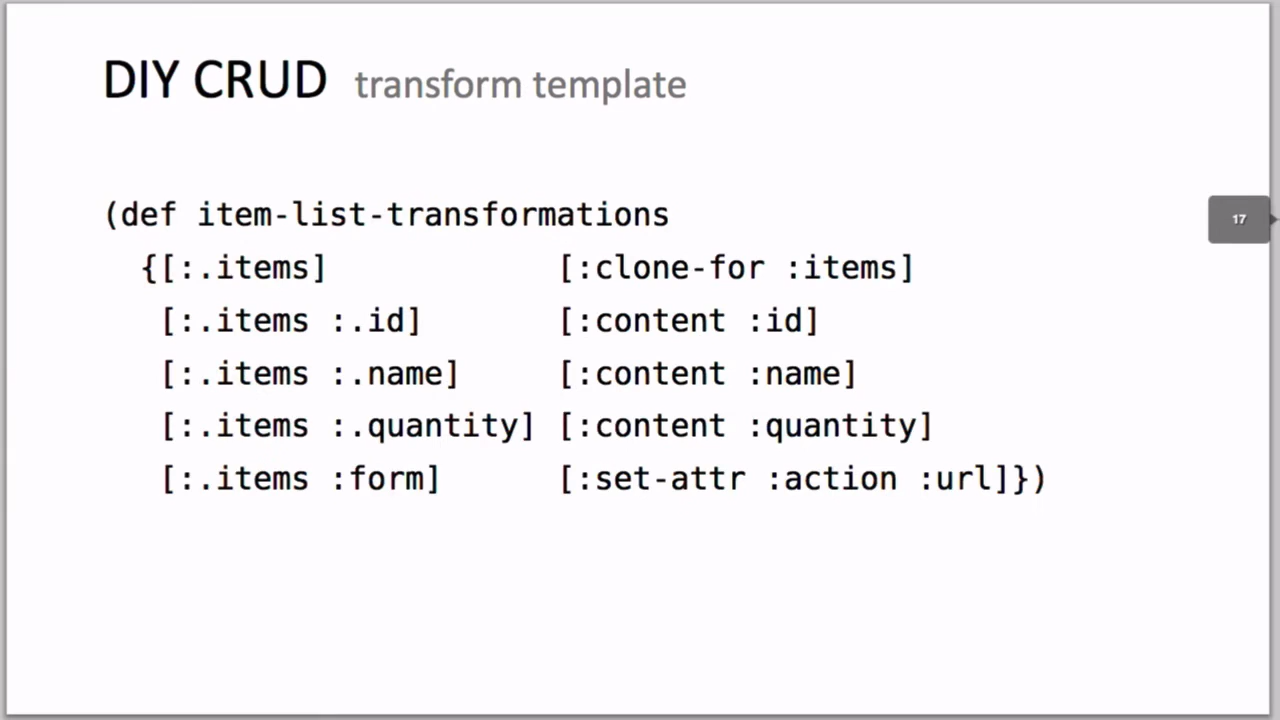 DIY CRUD transform template
(def item-list-transformations
17
{[:.items] [:clone-for :items]
[:.items :.id] [:content :id]
[:.items :.name] [:content :name]
[:.items :.quantity] [:content :quantity]
[:.items :form] [:set-attr :action :url]})